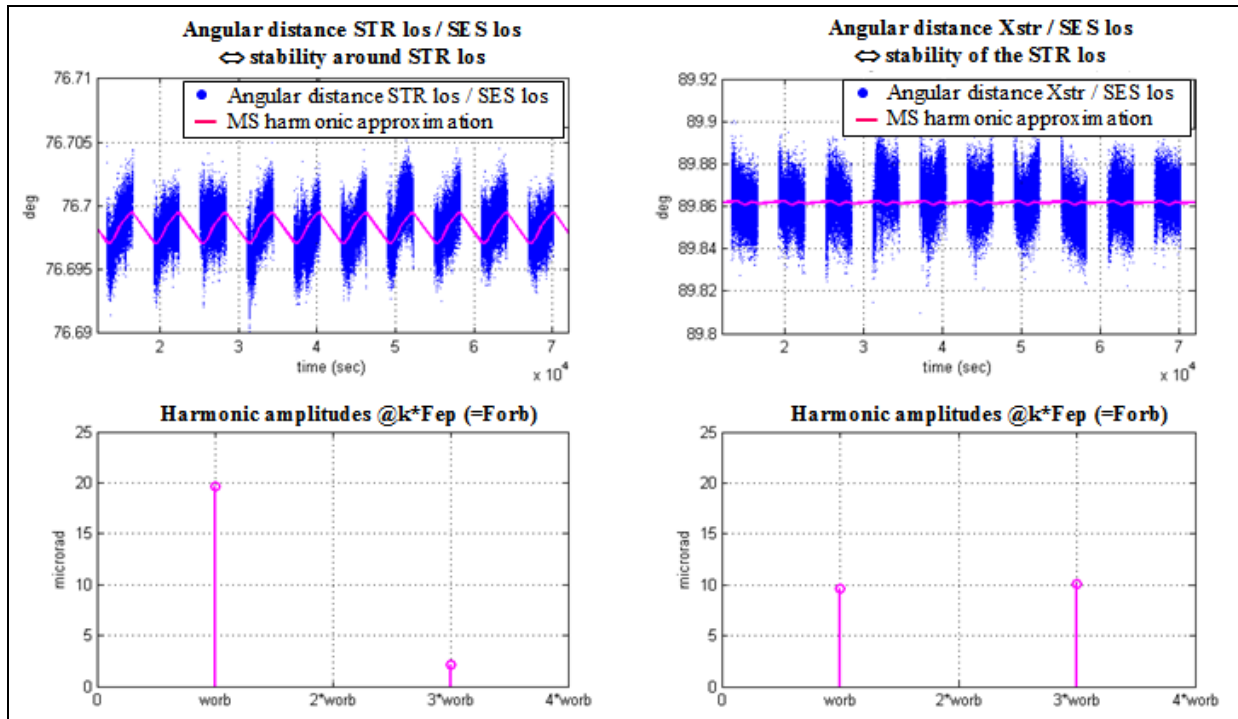 Angular distance STR los / SES los
⇔ stability around STR los
76.71
76.705
76.7
76.695
76.69
deg
Angular distance STR los / SES los
MS harmonic approximation
2 3 4 5 6 7
time (sec)
x 10^4
Angular distance Xstr / SES los
⇔ stability of the STR los
89.92
89.9
89.88
89.86
89.84
89.82
89.8
deg
Angular distance Xstr / SES los
MS harmonic approximation
2 3 4 5 6 7
time (sec)
x 10^4
Harmonic amplitudes @k*Fep (=Forb)
25
20
15
10
5
0
microrad
0 worb 2*worb 3*worb 4*worb
Harmonic amplitudes @k*Fep (=Forb)
25
20
15
10
5
0
microrad
0 worb 2*worb 3*worb 4*worb